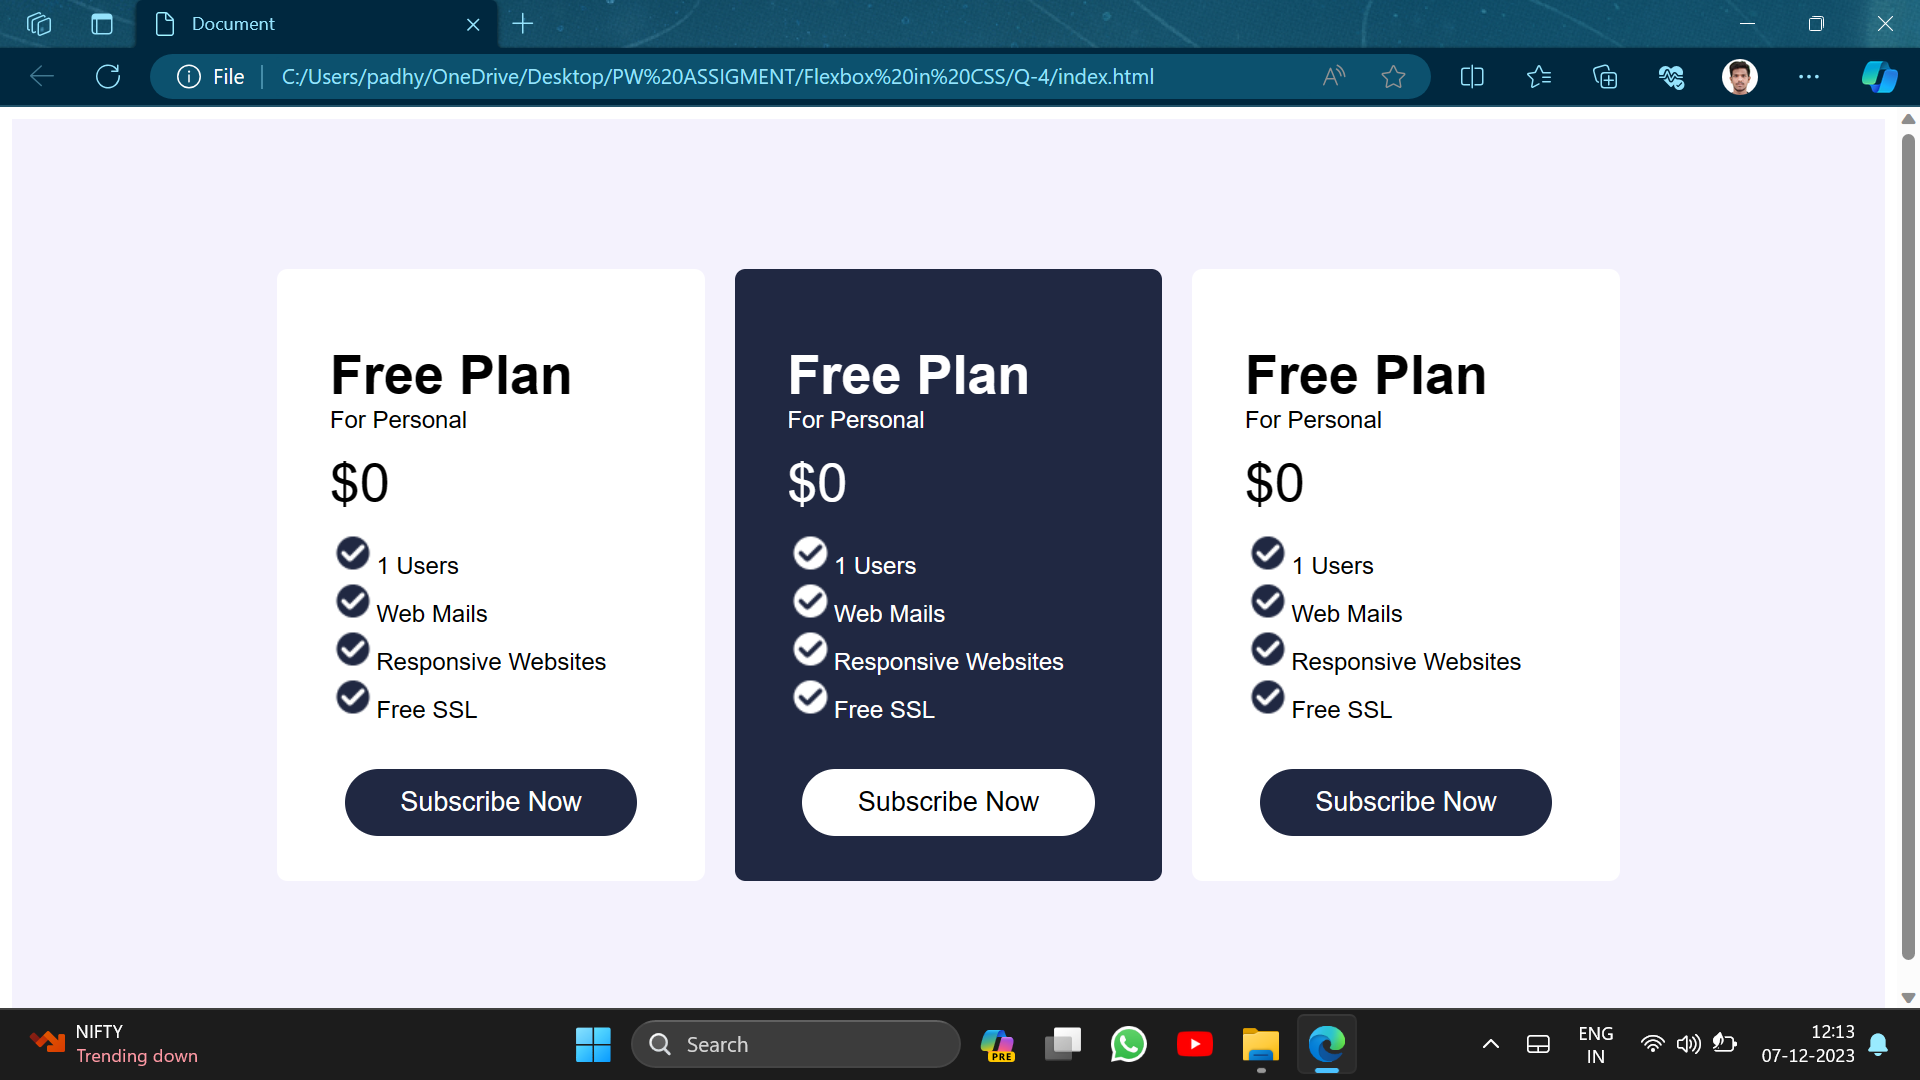 Document
File
C:/Users/padhy/OneDrive/Desktop/PW%20ASSIGMENT/Flexbox%20in%20CSS/Q-4/index.html
Free Plan
For Personal
$0
1 Users
Web Mails
Responsive Websites
Free SSL
Subscribe Now
Free Plan
For Personal
$0
1 Users
Web Mails
Responsive Websites
Free SSL
Subscribe Now
Free Plan
For Personal
$0
1 Users
Web Mails
Responsive Websites
Free SSL
Subscribe Now
NIFTY
Trending down
Search
PRE
ENG
IN
12:13
07-12-2023